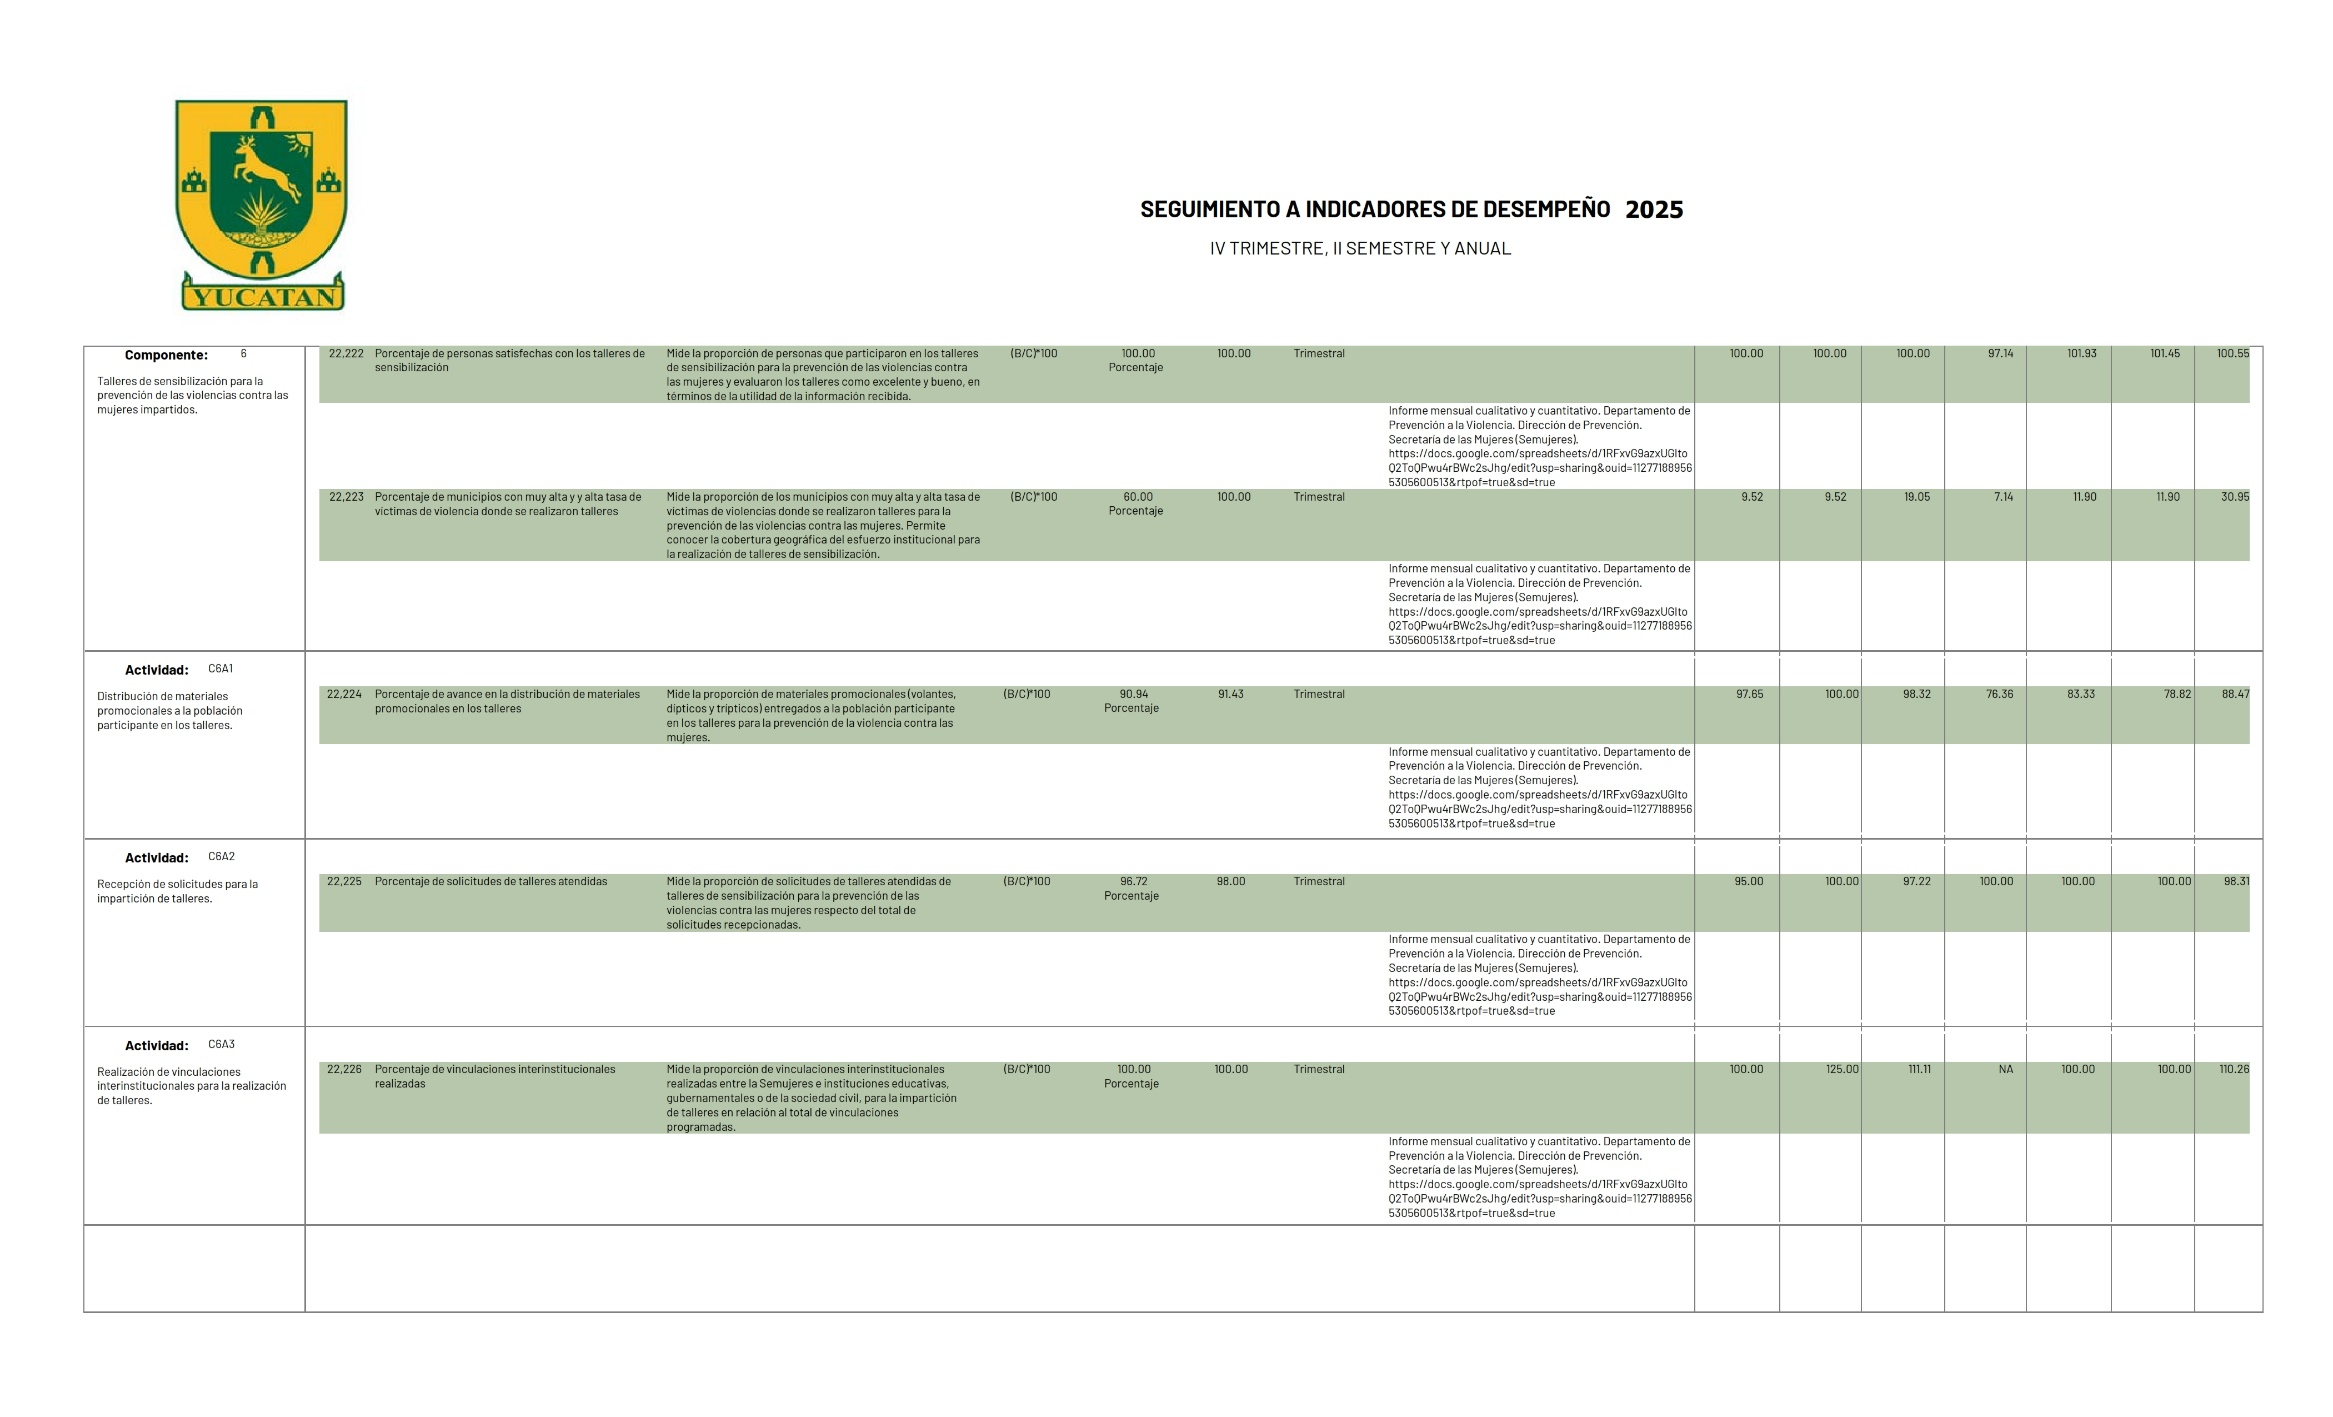 YUCATAN
SEGUIMIENTO A INDICADORES DE DESEMPEÑO 2025
IV TRIMESTRE, II SEMESTRE Y ANUAL
Componente: 6
Talleres de sensibilización para la
prevención de las violencias contra las
mujeres impartidos.
22,222 Porcentaje de personas satisfechas con los talleres de
sensibilización
Mide la proporción de personas que participaron en los talleres
de sensibilización para la prevención de las violencias contra
las mujeres y evaluaron los talleres como excelente y bueno, en
términos de la utilidad de la información recibida.
(B/C)*100 100.00 100.00 Trimestral
Porcentaje
100.00 100.00 100.00 97.14 101.93 101.45 100.55
Informe mensual cualitativo y cuantitativo. Departamento de
Prevención a la Violencia. Dirección de Prevención.
Secretaría de las Mujeres (Semujeres).
https://docs.google.com/spreadsheets/d/1RFxvG9azxUGlto
Q2ToQPwu4rBWc2sJhg/edit?usp=sharing&ouid=11277188956
5305600513&rtpof=true&sd=true
22,223 Porcentaje de municipios con muy alta y y alta tasa de
víctimas de violencia donde se realizaron talleres
Mide la proporción de los municipios con muy alta y alta tasa de
víctimas de violencias donde se realizaron talleres para la
prevención de las violencias contra las mujeres. Permite
conocer la cobertura geográfica del esfuerzo institucional para
la realización de talleres de sensibilización.
(B/C)*100 60.00 100.00 Trimestral
Porcentaje
9.52 9.52 19.05 7.14 11.90 11.90 30.95
Informe mensual cualitativo y cuantitativo. Departamento de
Prevención a la Violencia. Dirección de Prevención.
Secretaría de las Mujeres (Semujeres).
https://docs.google.com/spreadsheets/d/1RFxvG9azxUGlto
Q2ToQPwu4rBWc2sJhg/edit?usp=sharing&ouid=11277188956
5305600513&rtpof=true&sd=true
Actividad: C6A1
Distribución de materiales
promocionales a la población
participante en los talleres.
22,224 Porcentaje de avance en la distribución de materiales
promocionales en los talleres
Mide la proporción de materiales promocionales (volantes,
dípticos y trípticos) entregados a la población participante
en los talleres para la prevención de la violencia contra las
mujeres.
(B/C)*100 90.94 91.43 Trimestral
Porcentaje
97.65 100.00 98.32 76.36 83.33 78.82 88.47
Informe mensual cualitativo y cuantitativo. Departamento de
Prevención a la Violencia. Dirección de Prevención.
Secretaría de las Mujeres (Semujeres).
https://docs.google.com/spreadsheets/d/1RFxvG9azxUGlto
Q2ToQPwu4rBWc2sJhg/edit?usp=sharing&ouid=11277188956
5305600513&rtpof=true&sd=true
Actividad: C6A2
Recepción de solicitudes para la
impartición de talleres.
22,225 Porcentaje de solicitudes de talleres atendidas
Mide la proporción de solicitudes de talleres atendidas de
talleres de sensibilización para la prevención de las
violencias contra las mujeres respecto del total de
solicitudes recepcionadas.
(B/C)*100 96.72 98.00 Trimestral
Porcentaje
95.00 100.00 97.22 100.00 100.00 100.00 98.31
Informe mensual cualitativo y cuantitativo. Departamento de
Prevención a la Violencia. Dirección de Prevención.
Secretaría de las Mujeres (Semujeres).
https://docs.google.com/spreadsheets/d/1RFxvG9azxUGlto
Q2ToQPwu4rBWc2sJhg/edit?usp=sharing&ouid=11277188956
5305600513&rtpof=true&sd=true
Actividad: C6A3
Realización de vinculaciones
interinstitucionales para la realización
de talleres.
22,226 Porcentaje de vinculaciones interinstitucionales
realizadas
Mide la proporción de vinculaciones interinstitucionales
realizadas entre la Semujeres e instituciones educativas,
gubernamentales o de la sociedad civil, para la impartición
de talleres en relación al total de vinculaciones
programadas.
(B/C)*100 100.00 100.00 Trimestral
Porcentaje
100.00 125.00 111.11 NA 100.00 100.00 110.26
Informe mensual cualitativo y cuantitativo. Departamento de
Prevención a la Violencia. Dirección de Prevención.
Secretaría de las Mujeres (Semujeres).
https://docs.google.com/spreadsheets/d/1RFxvG9azxUGlto
Q2ToQPwu4rBWc2sJhg/edit?usp=sharing&ouid=11277188956
5305600513&rtpof=true&sd=true